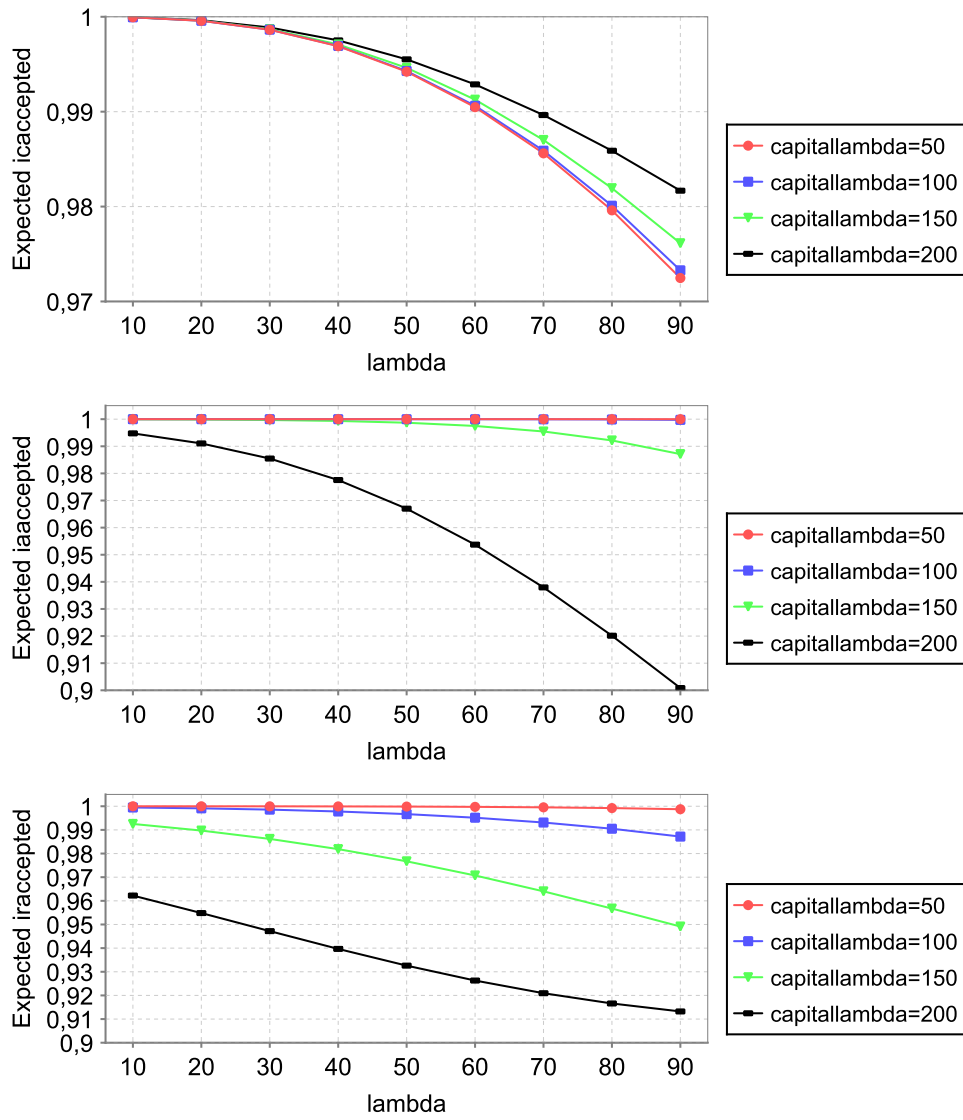 Expected icaccepted
1
0,99
0,98
0,97
10 20 30 40 50 60 70 80 90
lambda
capitallambda=50
capitallambda=100
capitallambda=150
capitallambda=200
Expected iaaccepted
1
0,99
0,98
0,97
0,96
0,95
0,94
0,93
0,92
0,91
0,9
10 20 30 40 50 60 70 80 90
lambda
capitallambda=50
capitallambda=100
capitallambda=150
capitallambda=200
Expected iraccepted
1
0,99
0,98
0,97
0,96
0,95
0,94
0,93
0,92
0,91
0,9
10 20 30 40 50 60 70 80 90
lambda
capitallambda=50
capitallambda=100
capitallambda=150
capitallambda=200